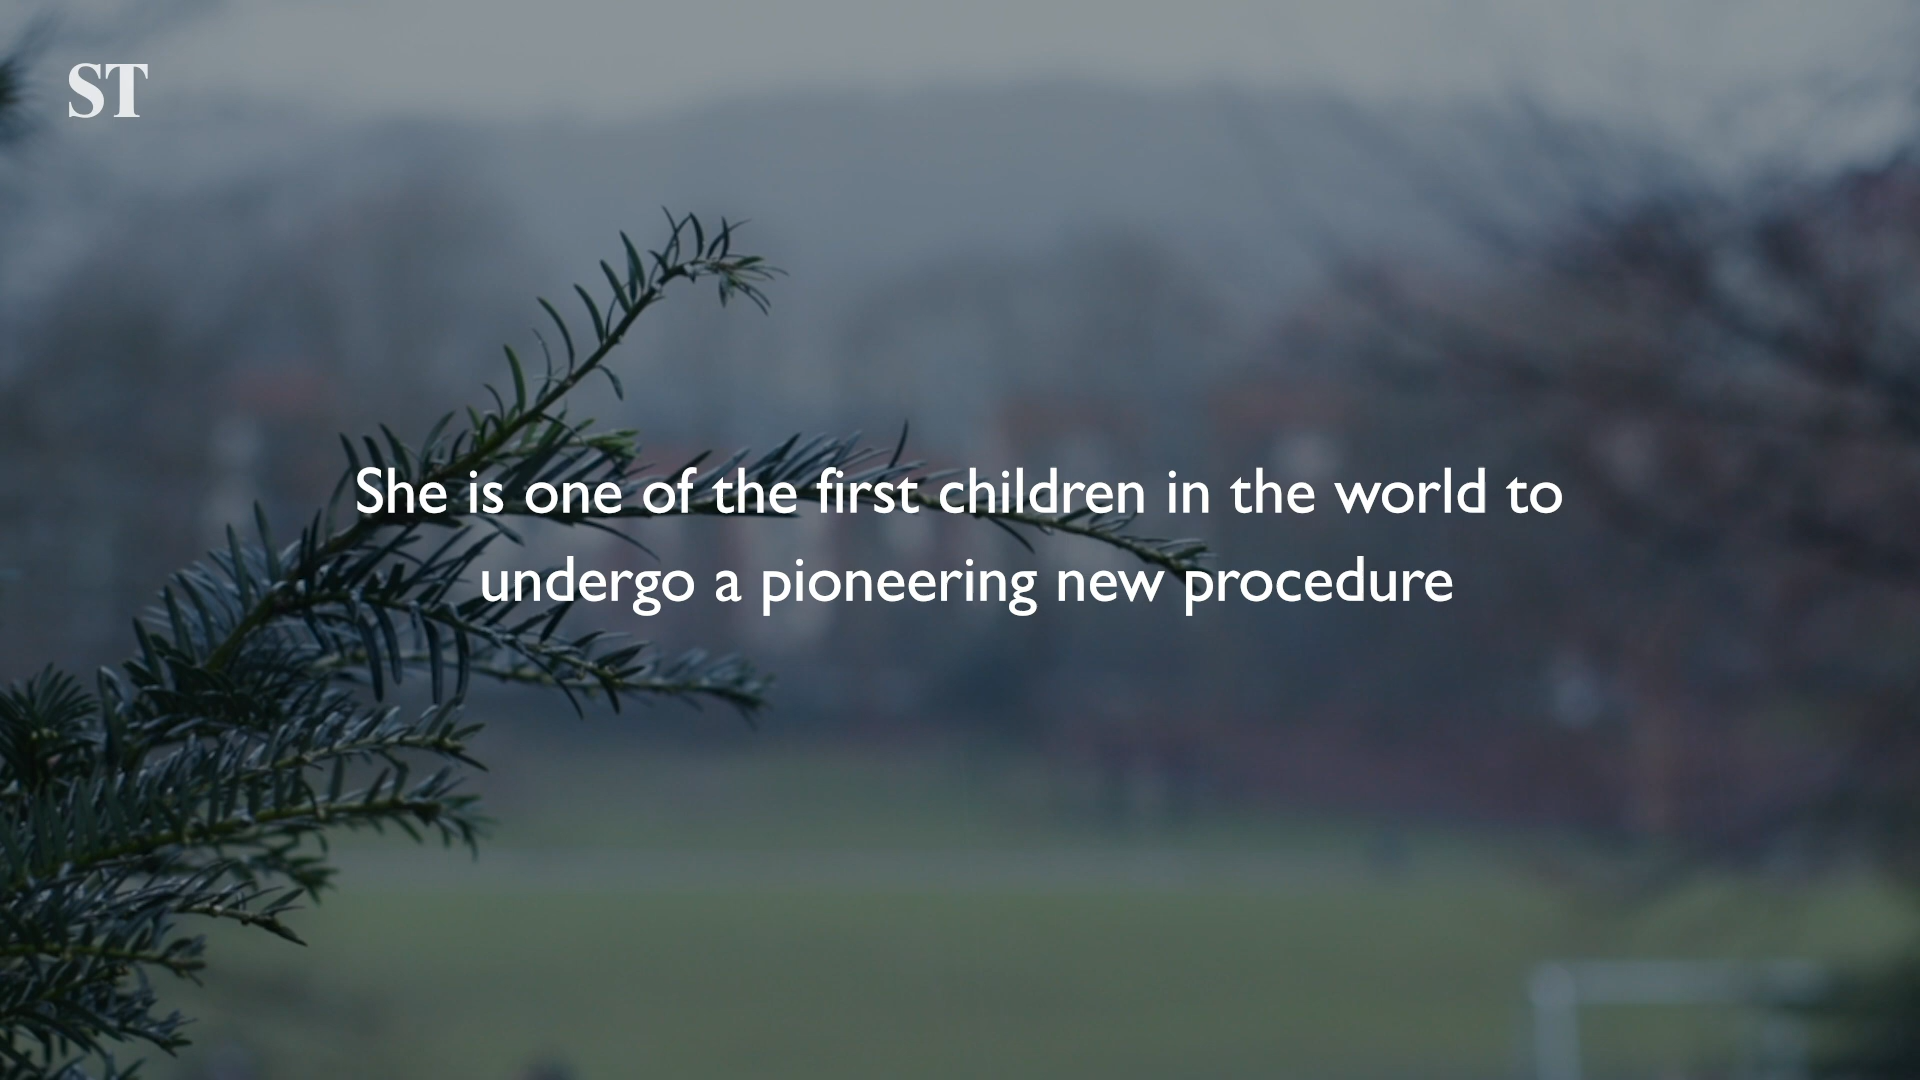 ST
She is one of the first children in the world to
undergo a pioneering new procedure